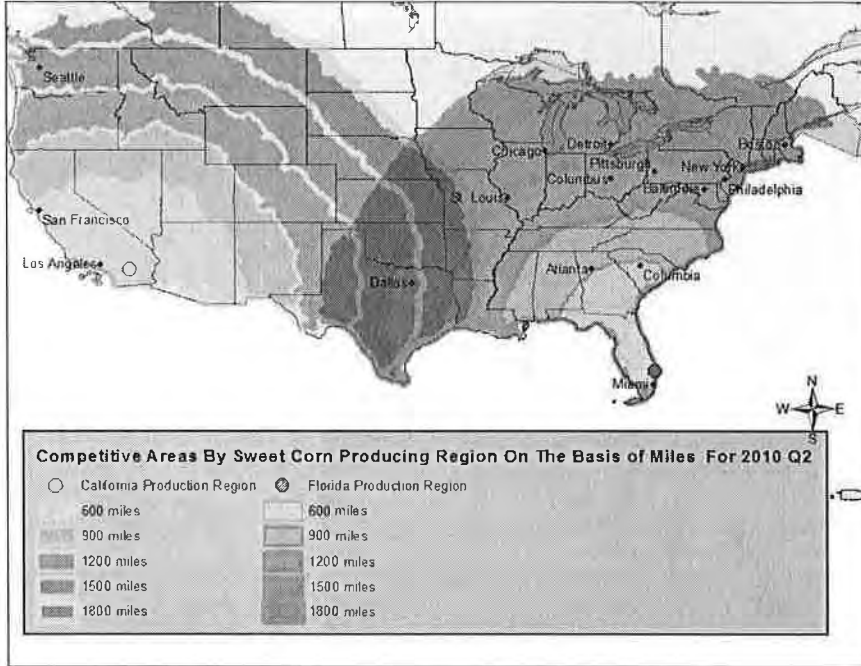 Seattle
Boston
Chicago
Detroit
Pittsburgh
New York
Columbus
St. Louis
Baltimore
Philadelphia
San Francisco
Los Angeles
Dallas
Atlanta
Columbia
Miami
N
W E
S
Competitive Areas By Sweet Corn Producing Region On The Basis of Miles For 2010 Q2
California Production Region Florida Production Region
600 miles 600 miles
900 miles 900 miles
1200 miles 1200 miles
1500 miles 1500 miles
1800 miles 1800 miles